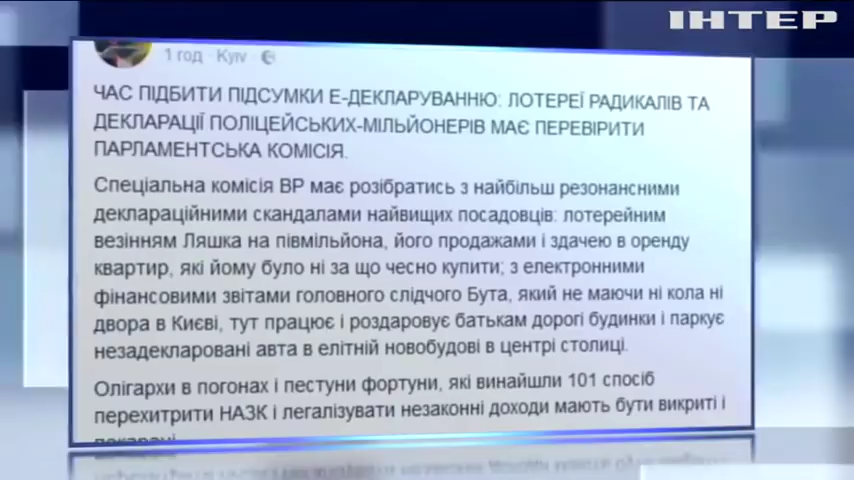 ІНТЕР
1 год · Kyiv ·
ЧАС ПІДБИТИ ПІДСУМКИ Е-ДЕКЛАРУВАННЮ: ЛОТЕРЕЇ РАДИКАЛІВ ТА
ДЕКЛАРАЦІЇ ПОЛІЦЕЙСЬКИХ-МІЛЬЙОНЕРІВ МАЄ ПЕРЕВІРИТИ
ПАРЛАМЕНТСЬКА КОМІСІЯ.
Спеціальна комісія ВР має розібратись з найбільш резонансними
деклараційними скандалами найвищих посадовців: лотерейним
везінням Ляшка на півмільйона, його продажами і здачею в оренду
квартир, які йому було ні за що чесно купити; з електронними
фінансовими звітами головного слідчого Бута, який не маючи ні кола ні
двора в Києві, тут працює і роздаровує батькам дорогі будинки і паркує
незадекларовані авта в елітній новобудові в центрі столиці.
Олігархи в погонах і пестуни фортуни, які винайшли 101 спосіб
перехитрити НАЗК і легалізувати незаконні доходи мають бути викриті і